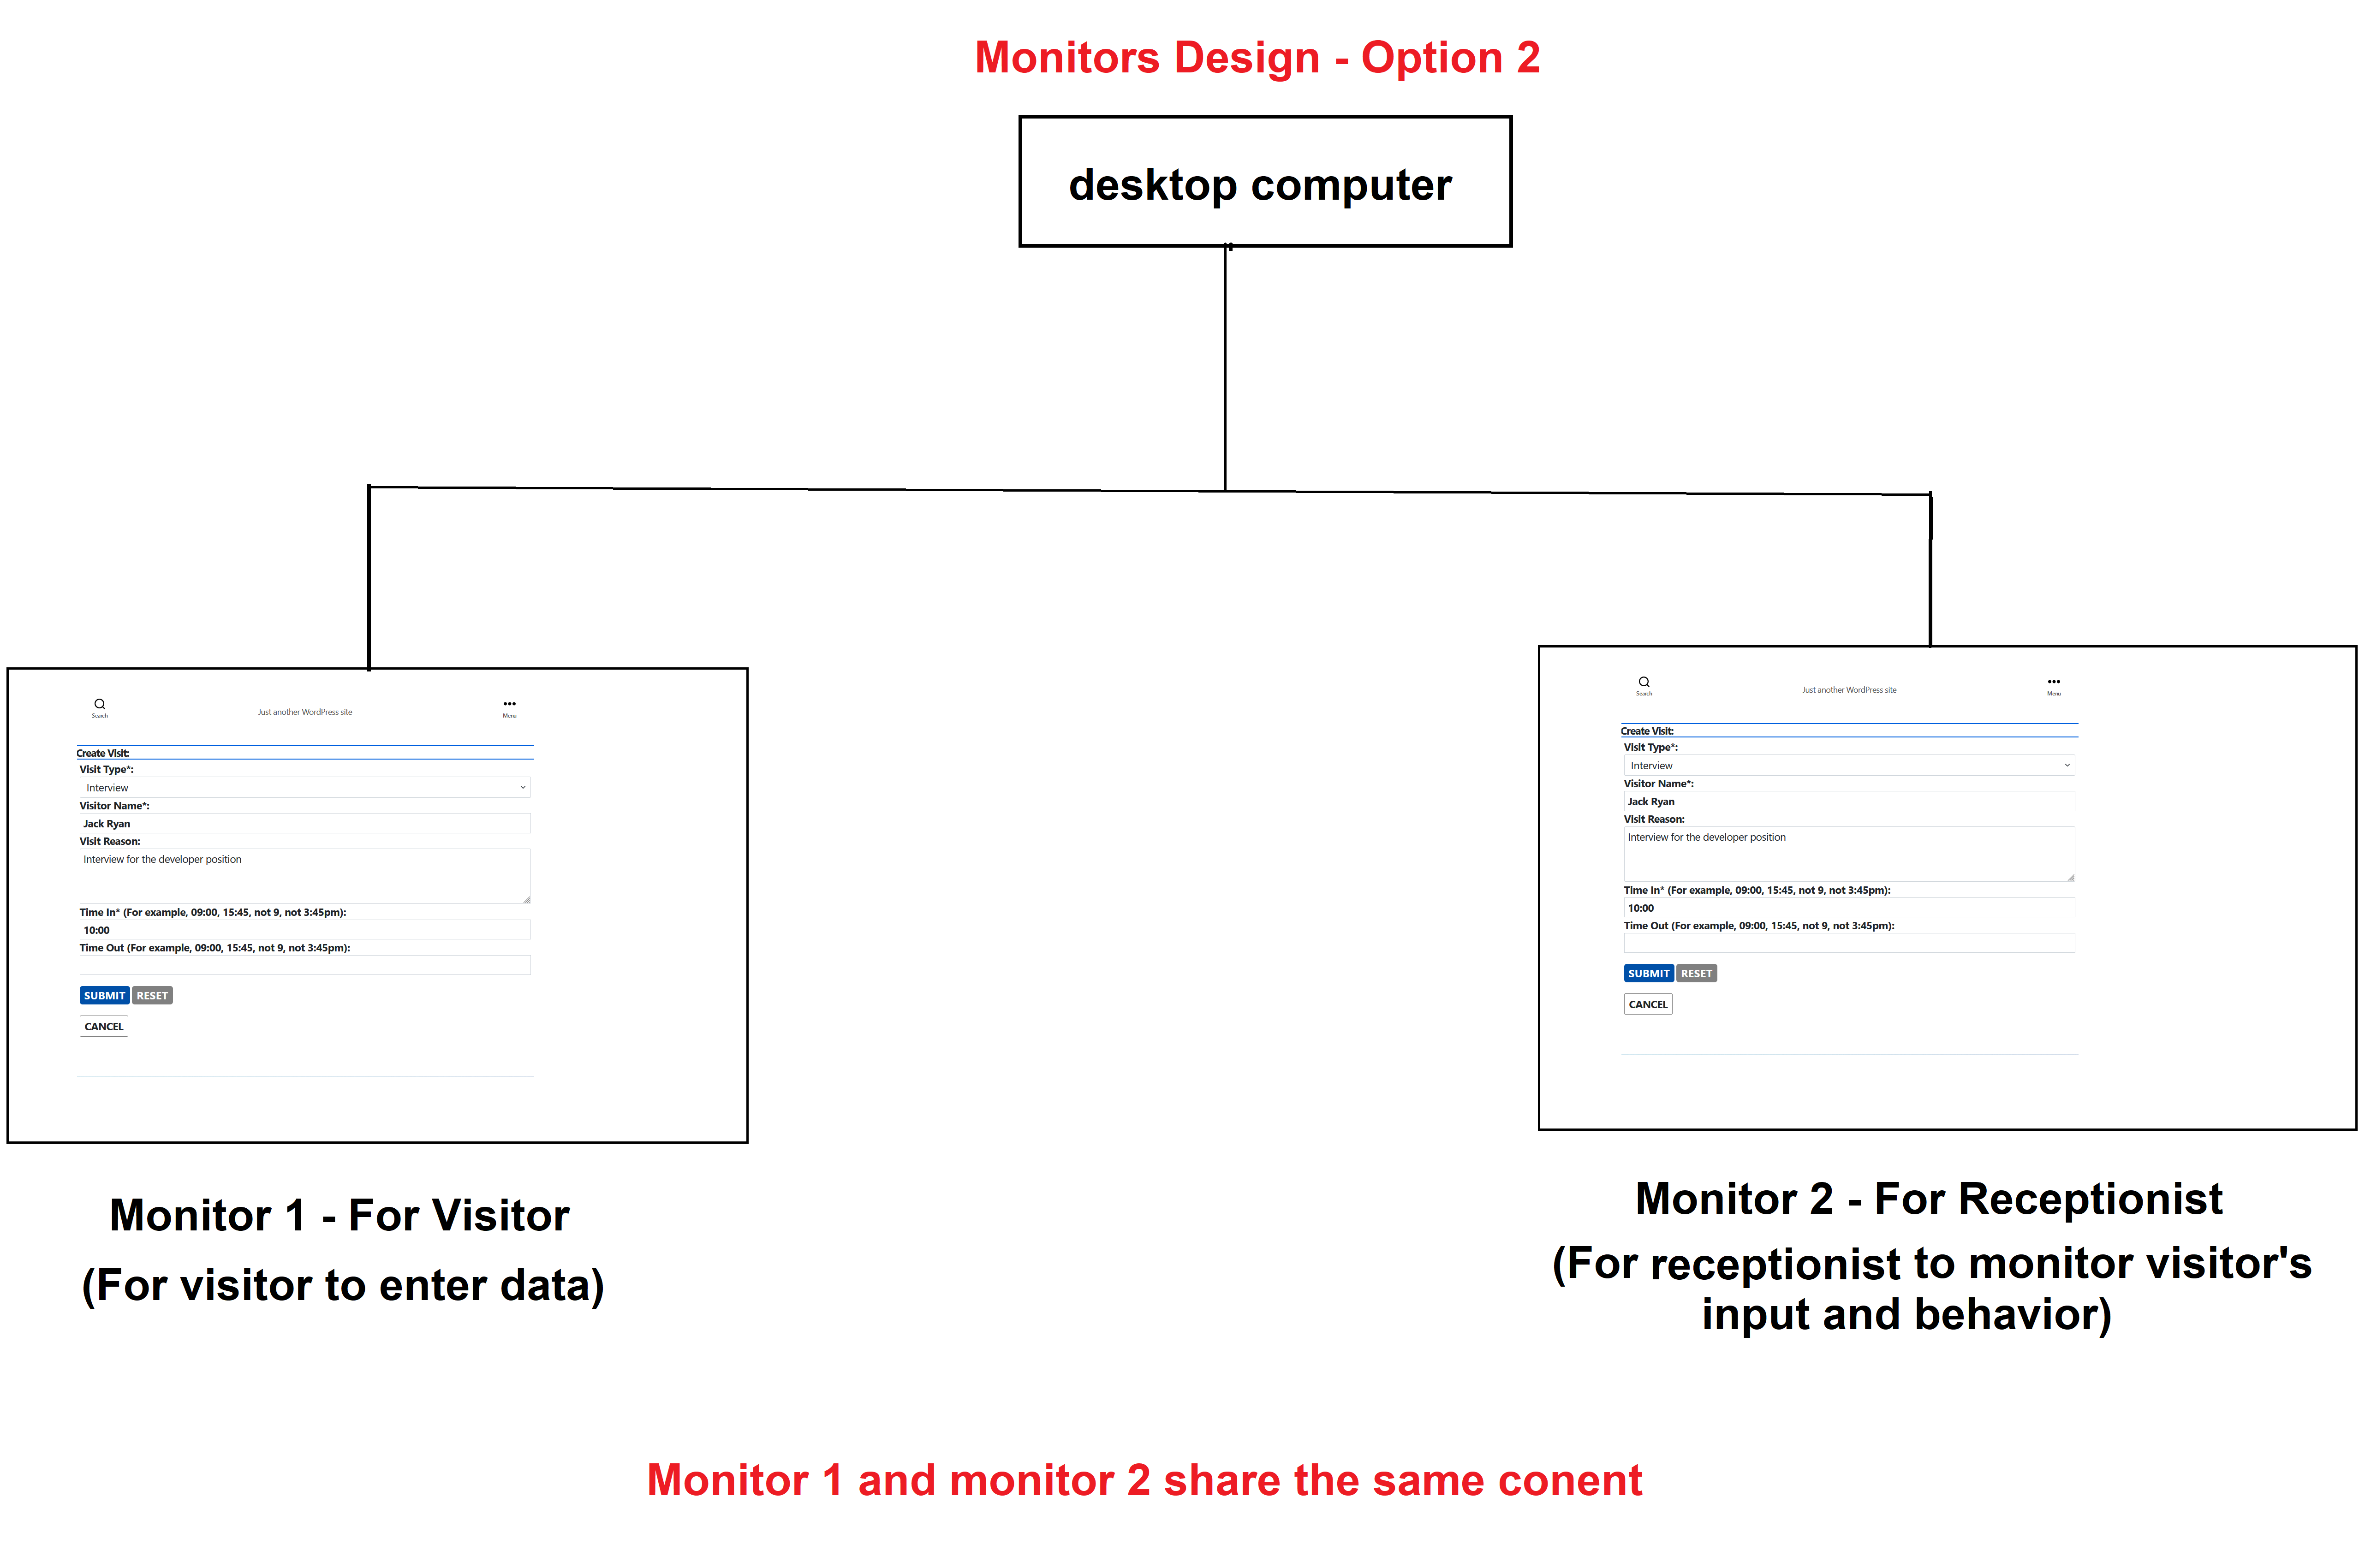 Monitors Design - Option 2
desktop computer
Search
Just another WordPress site
Menu
Create Visit:
Visit Type*:
Interview
Visitor Name*:
Jack Ryan
Visit Reason:
Interview for the developer position
Time In* (For example, 09:00, 15:45, not 9, not 3:45pm):
10:00
Time Out (For example, 09:00, 15:45, not 9, not 3:45pm):
SUBMIT RESET
CANCEL
Monitor 1 - For Visitor
(For visitor to enter data)
Search
Just another WordPress site
Menu
Create Visit:
Visit Type*:
Interview
Visitor Name*:
Jack Ryan
Visit Reason:
Interview for the developer position
Time In* (For example, 09:00, 15:45, not 9, not 3:45pm):
10:00
Time Out (For example, 09:00, 15:45, not 9, not 3:45pm):
SUBMIT RESET
CANCEL
Monitor 2 - For Receptionist
(For receptionist to monitor visitor's
input and behavior)
Monitor 1 and monitor 2 share the same conent